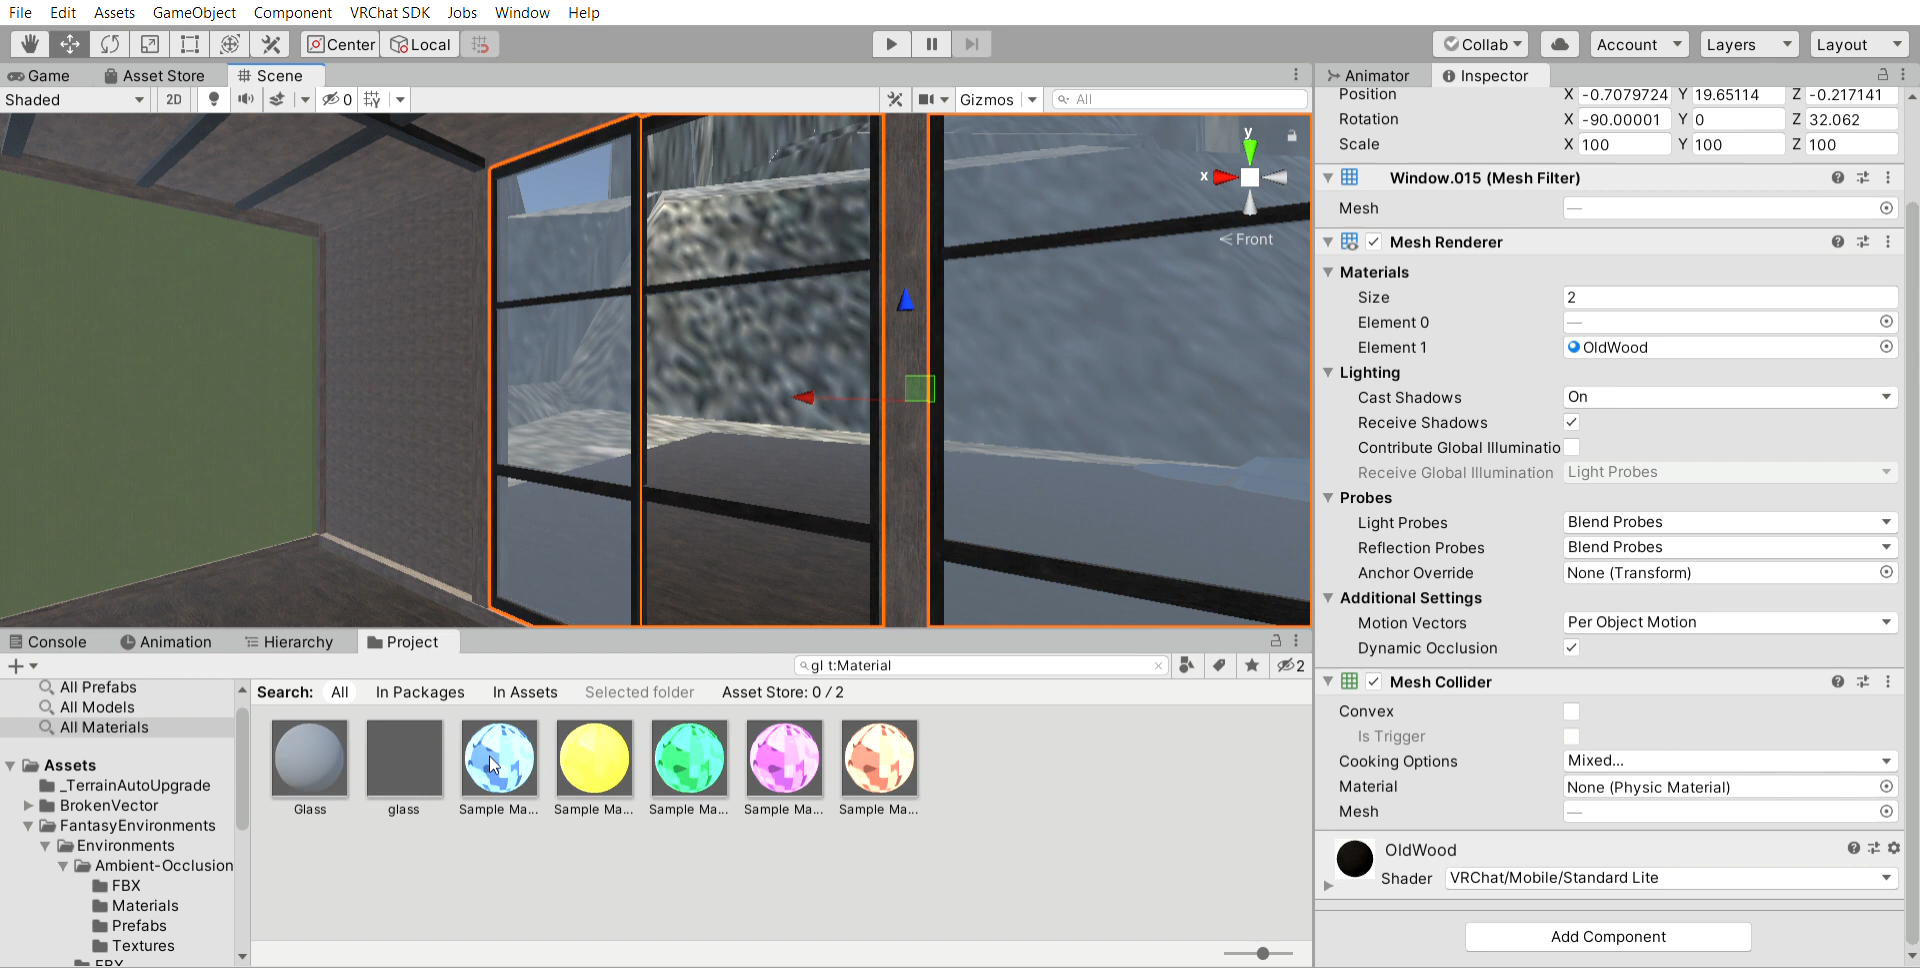 File Edit Assets GameObject Component VRChat SDK Jobs Window Help
Center Local Collab Account Layers Layout
Game Asset Store Scene
Shaded 2D 0 Gizmos All
y
x
Front
Console Animation Hierarchy Project
gl t:Material 2
All Prefabs
All Models
All Materials
Assets
_TerrainAutoUpgrade
BrokenVector
FantasyEnvironments
Environments
Ambient-Occlusion
FBX
Materials
Prefabs
Textures
FBX
Search: All In Packages In Assets Selected folder Asset Store: 0 / 2
Glass glass Sample Ma... Sample Ma... Sample Ma... Sample Ma... Sample Ma...
Animator Inspector
Position X -0.7079724 Y 19.65114 Z -0.217141
Rotation X -90.00001 Y 0 Z 32.062
Scale X 100 Y 100 Z 100
Window.015 (Mesh Filter)
Mesh —
Mesh Renderer
Materials
Size 2
Element 0 —
Element 1 OldWood
Lighting
Cast Shadows On
Receive Shadows
Contribute Global Illuminatio
Receive Global Illumination Light Probes
Probes
Light Probes Blend Probes
Reflection Probes Blend Probes
Anchor Override None (Transform)
Additional Settings
Motion Vectors Per Object Motion
Dynamic Occlusion
Mesh Collider
Convex
Is Trigger
Cooking Options Mixed...
Material None (Physic Material)
Mesh —
OldWood
Shader VRChat/Mobile/Standard Lite
Add Component